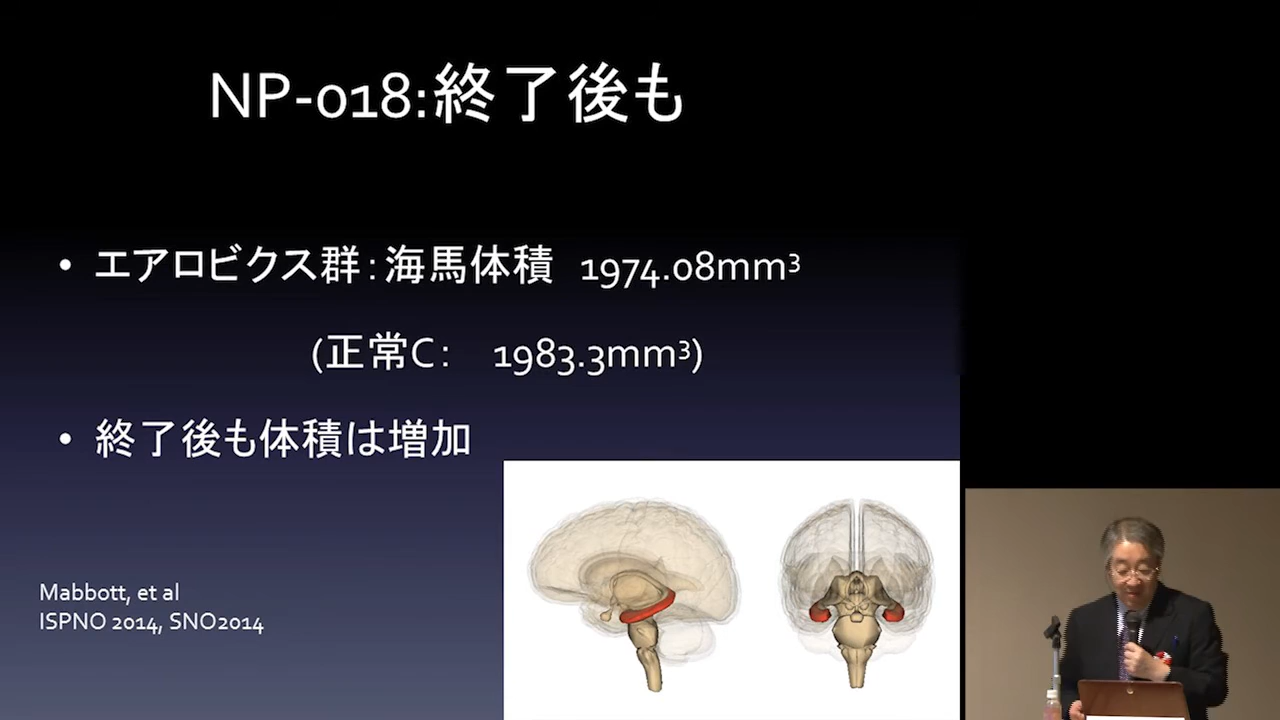 NP-018:終了後も
• エアロビクス群：海馬体積 1974.08mm³
(正常C： 1983.3mm³)
• 終了後も体積は増加
Mabbott, et al
ISPNO 2014, SNO2014